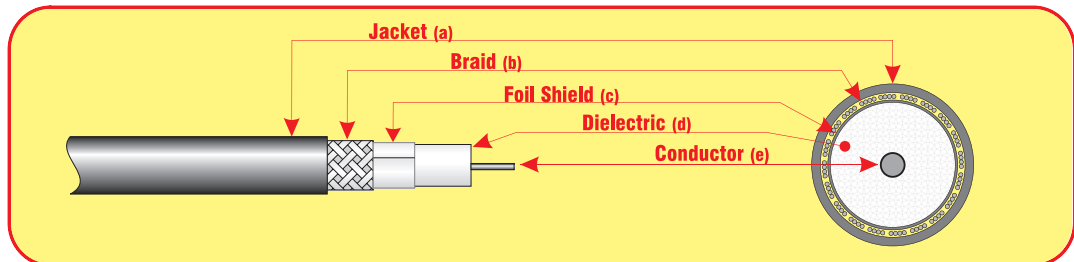 Jacket (a)
Braid (b)
Foil Shield (c)
Dielectric (d)
Conductor (e)